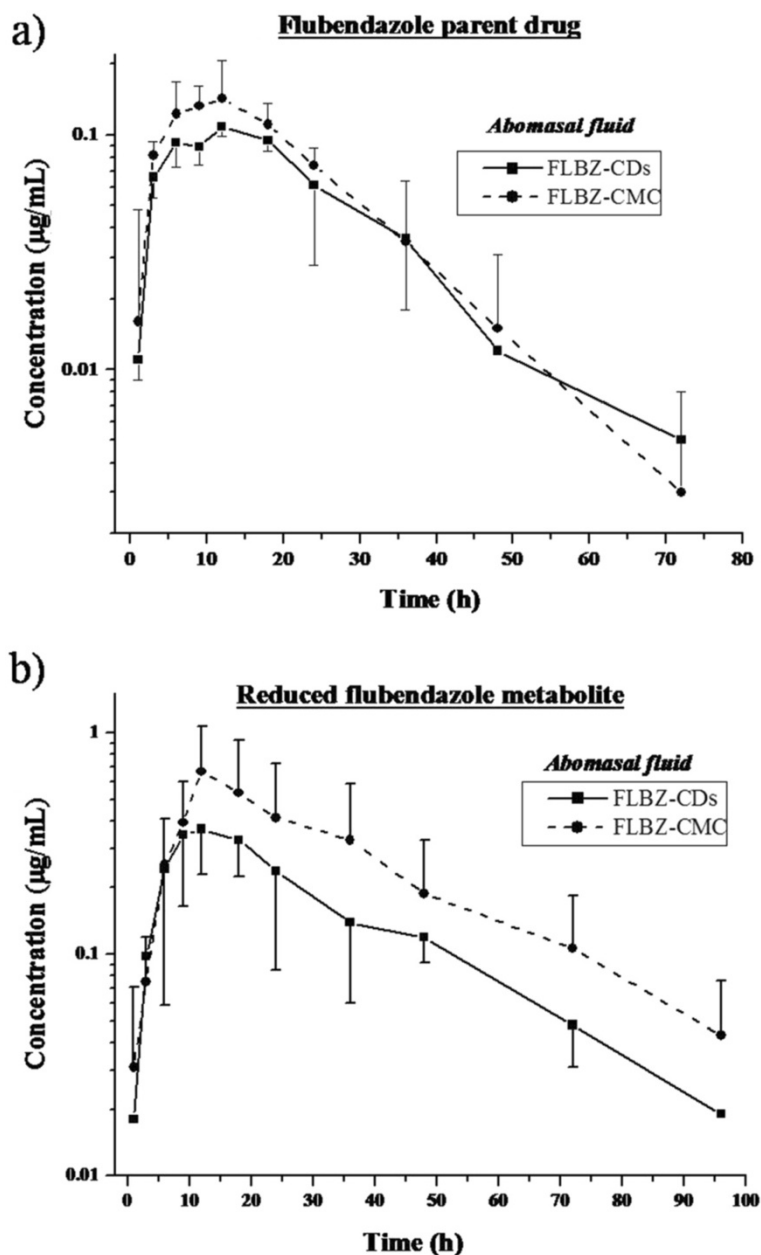 a)
Flubendazole parent drug
Abomasal fluid
FLBZ-CDs
FLBZ-CMC
Concentration (µg/mL)
0.1
0.01
0 10 20 30 40 50 60 70 80
Time (h)
b)
Reduced flubendazole metabolite
Abomasal fluid
FLBZ-CDs
FLBZ-CMC
Concentration (µg/mL)
1
0.1
0.01
0 10 20 30 40 50 60 70 80 90 100
Time (h)